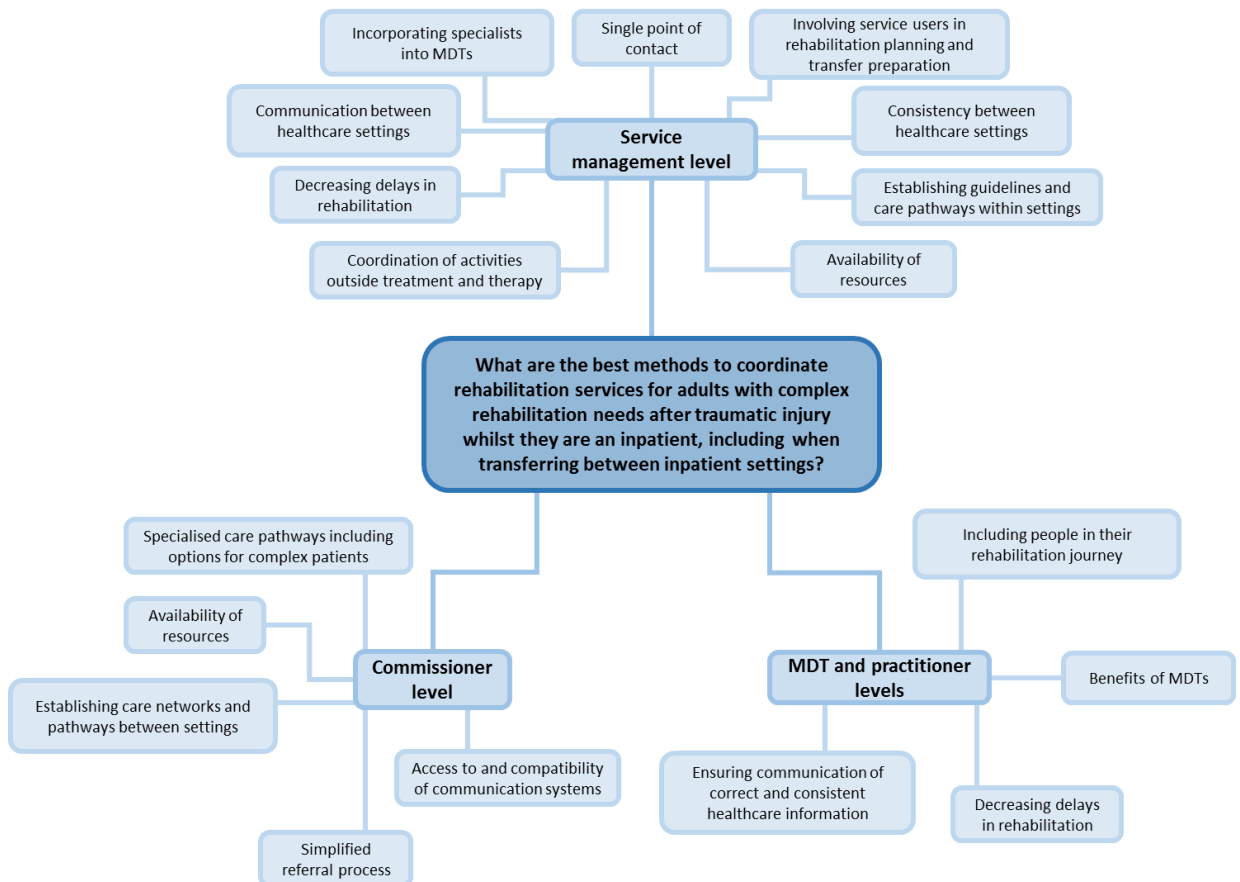 Incorporating specialists
into MDTs
Single point of
contact
Involving service users in
rehabilitation planning and
transfer preparation
Communication between
healthcare settings
Consistency between
healthcare settings
Service
management level
Decreasing delays in
rehabilitation
Establishing guidelines and
care pathways within settings
Coordination of activities
outside treatment and therapy
Availability of
resources
What are the best methods to coordinate
rehabilitation services for adults with complex
rehabilitation needs after traumatic injury
whilst they are an inpatient, including when
transferring between inpatient settings?
Specialised care pathways including
options for complex patients
Availability of
resources
Commissioner
level
Establishing care networks and
pathways between settings
Access to and compatibility
of communication systems
Simplified
referral process
Including people in their
rehabilitation journey
MDT and practitioner
levels
Benefits of MDTs
Ensuring communication of
correct and consistent
healthcare information
Decreasing delays
in rehabilitation